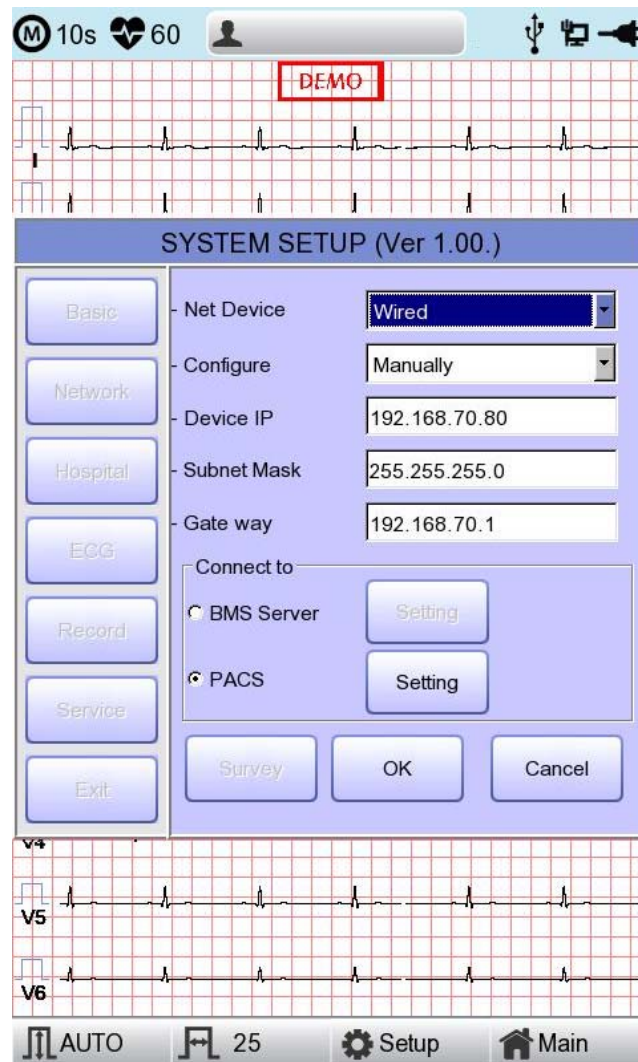 M 10s 60
DEMO
I
SYSTEM SETUP (Ver 1.00.)
Basic
Network
Hospital
ECG
Record
Service
Exit
- Net Device Wired
- Configure Manually
- Device IP 192.168.70.80
- Subnet Mask 255.255.255.0
- Gate way 192.168.70.1
Connect to
BMS Server Setting
PACS Setting
Survey OK Cancel
V4
V5
V6
AUTO 25 Setup Main